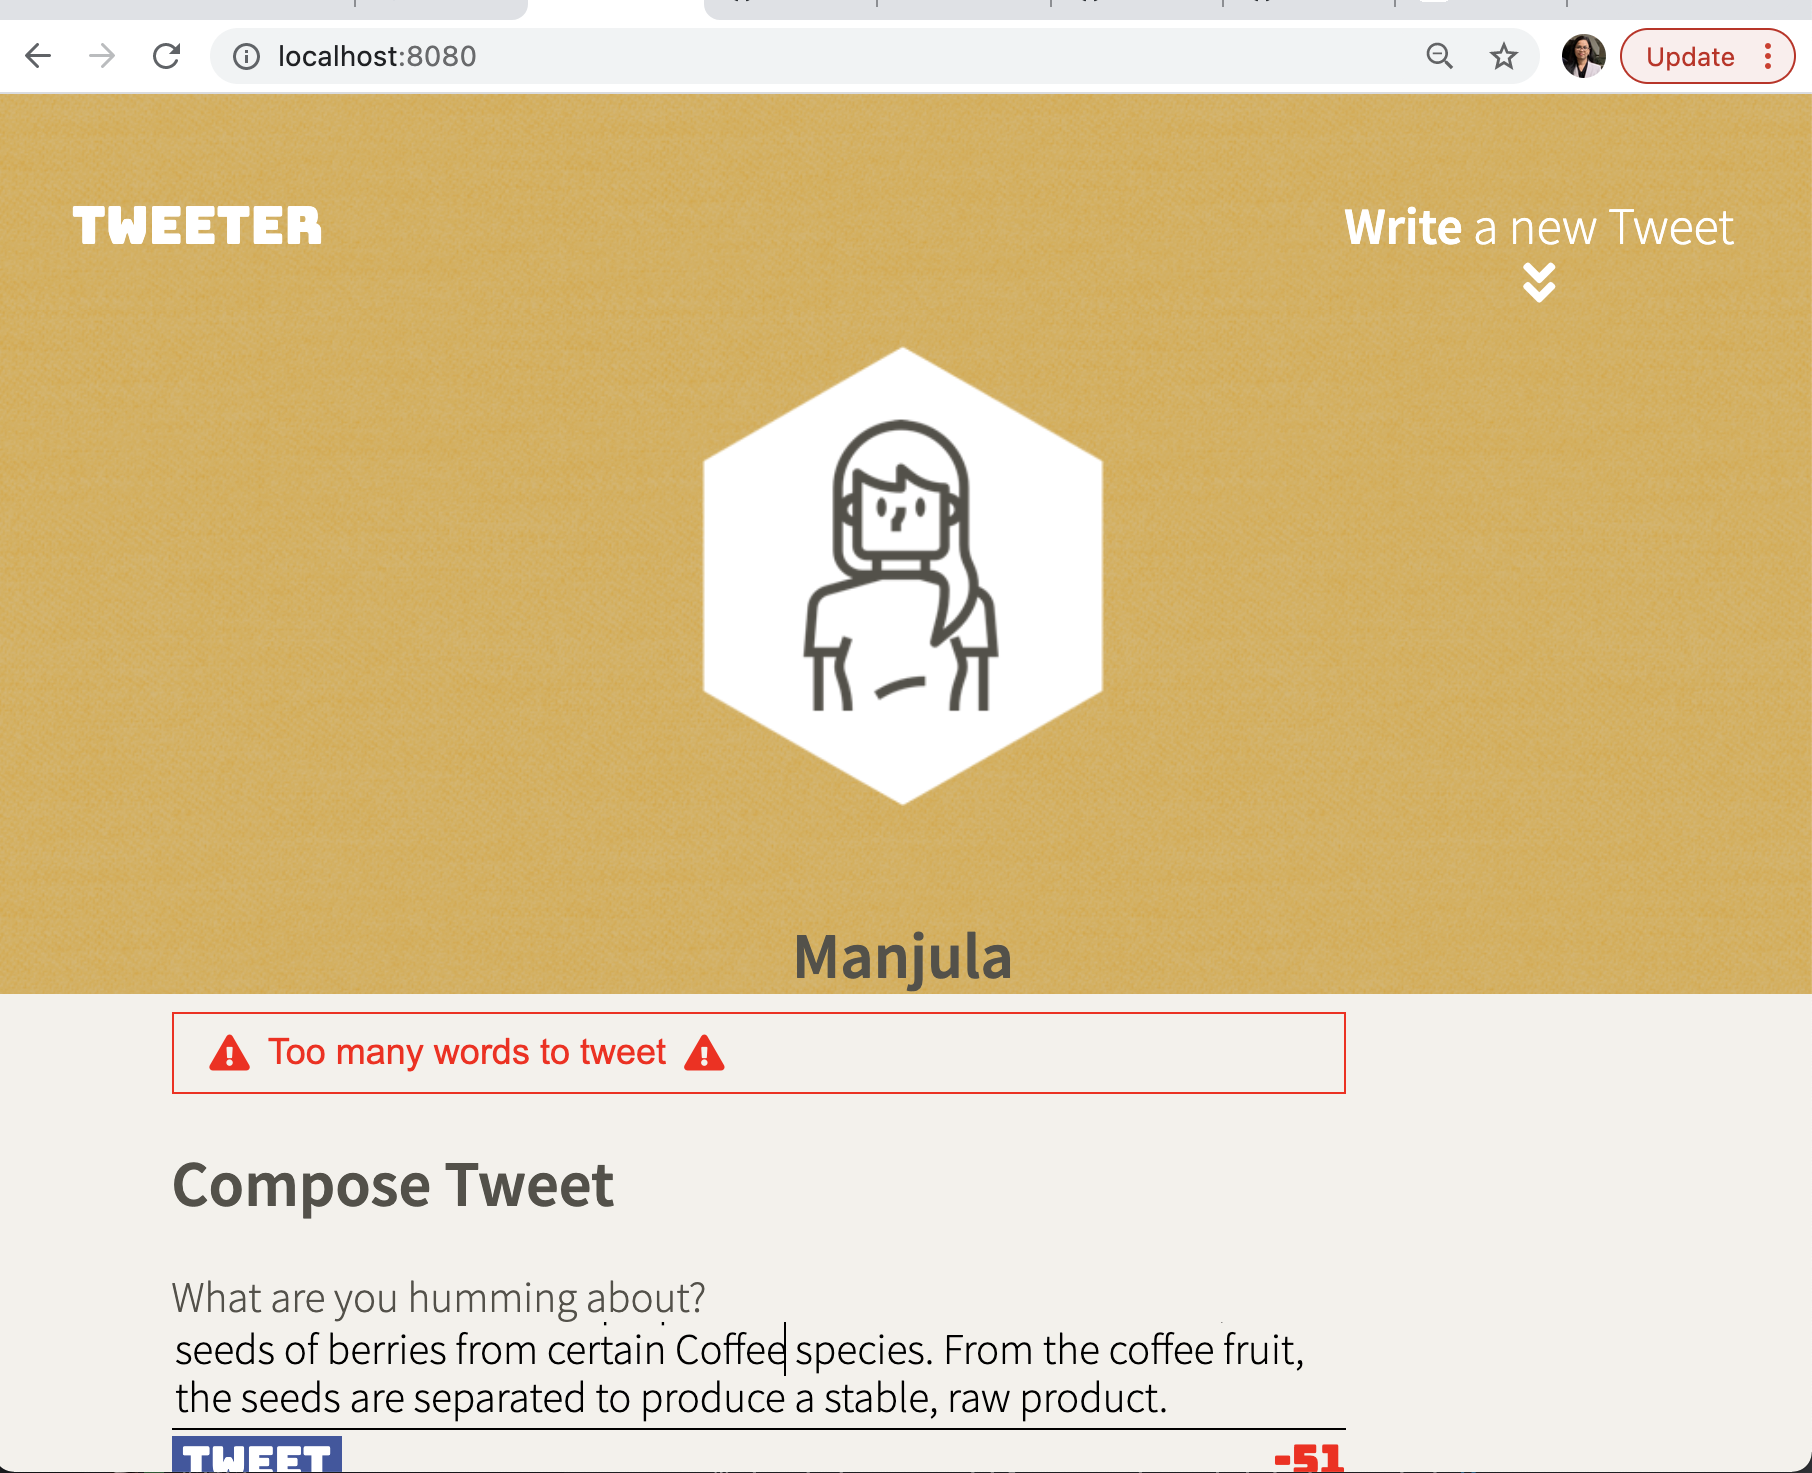 localhost:8080
Update
TWEETER
Write a new Tweet
Manjula
Too many words to tweet
Compose Tweet
What are you humming about?
seeds of berries from certain Coffee species. From the coffee fruit,
the seeds are separated to produce a stable, raw product.
TWEET
-51